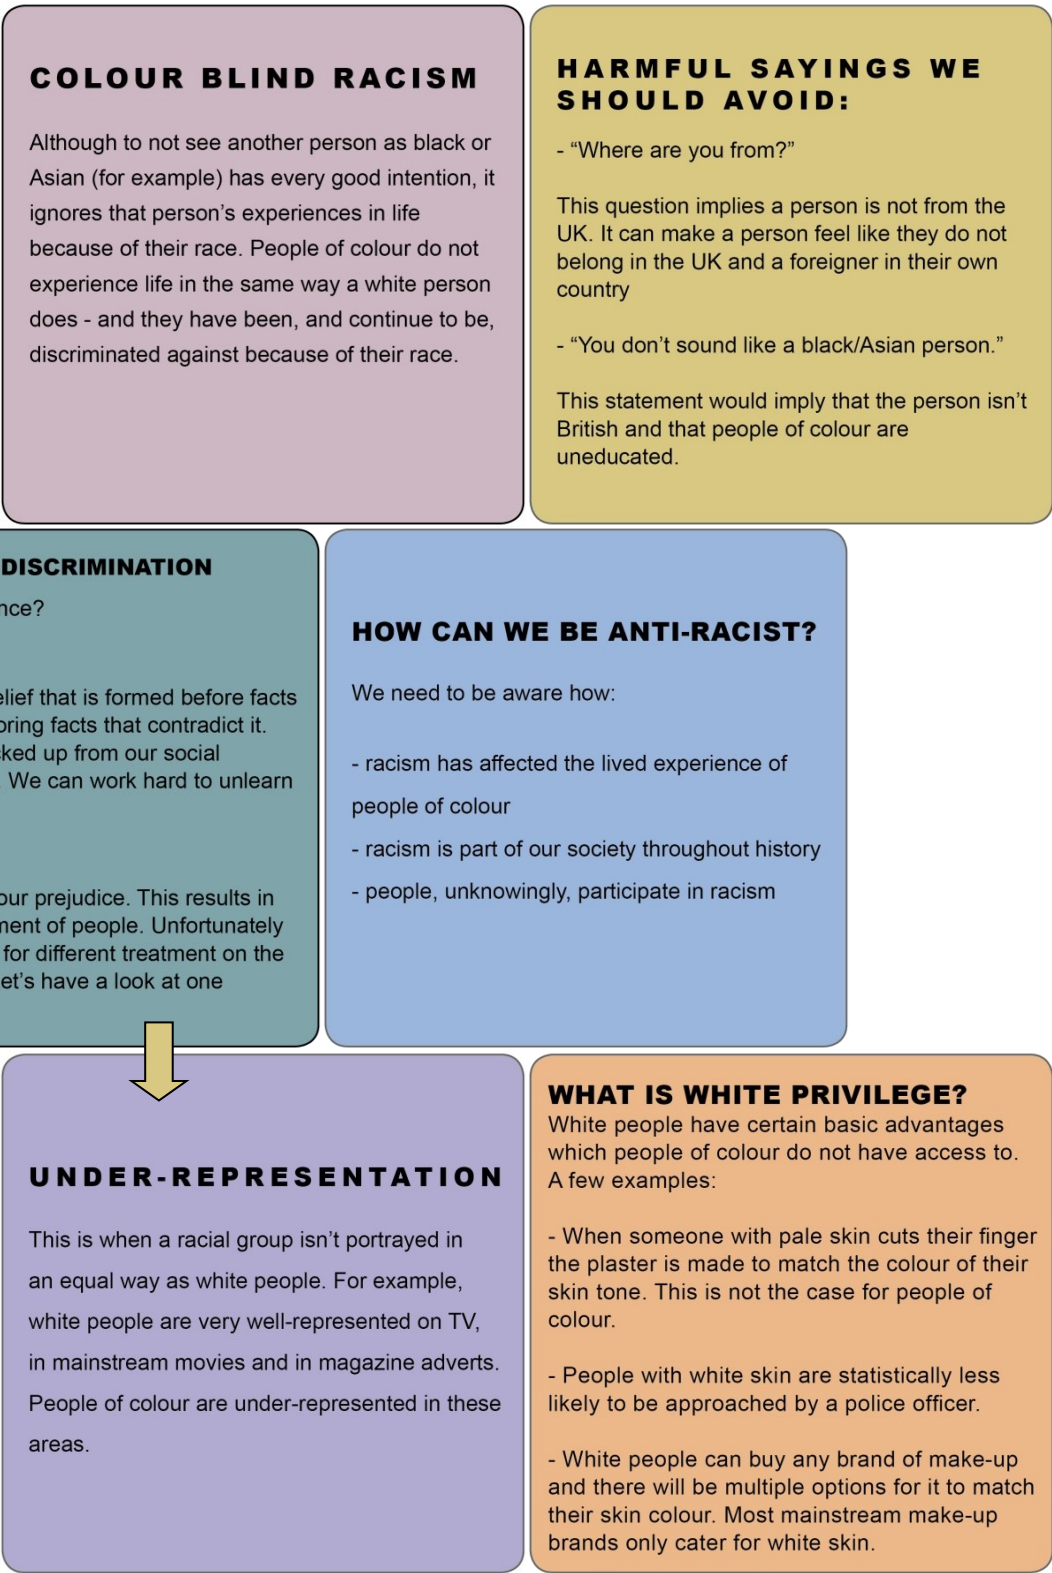 COLOUR BLIND RACISM
Although to not see another person as black or
Asian (for example) has every good intention, it
ignores that person's experiences in life
because of their race. People of colour do not
experience life in the same way a white person
does - and they have been, and continue to be,
discriminated against because of their race.
HARMFUL SAYINGS WE
SHOULD AVOID:
- “Where are you from?”
This question implies a person is not from the
UK. It can make a person feel like they do not
belong in the UK and a foreigner in their own
country
- “You don’t sound like a black/Asian person.”
This statement would imply that the person isn’t
British and that people of colour are
uneducated.
DISCRIMINATION
nce?
elief that is formed before facts
oring facts that contradict it.
ked up from our social
. We can work hard to unlearn
our prejudice. This results in
ment of people. Unfortunately
for different treatment on the
et’s have a look at one
HOW CAN WE BE ANTI-RACIST?
We need to be aware how:
- racism has affected the lived experience of
people of colour
- racism is part of our society throughout history
- people, unknowingly, participate in racism
UNDER-REPRESENTATION
This is when a racial group isn’t portrayed in
an equal way as white people. For example,
white people are very well-represented on TV,
in mainstream movies and in magazine adverts.
People of colour are under-represented in these
areas.
WHAT IS WHITE PRIVILEGE?
White people have certain basic advantages
which people of colour do not have access to.
A few examples:
- When someone with pale skin cuts their finger
the plaster is made to match the colour of their
skin tone. This is not the case for people of
colour.
- People with white skin are statistically less
likely to be approached by a police officer.
- White people can buy any brand of make-up
and there will be multiple options for it to match
their skin colour. Most mainstream make-up
brands only cater for white skin.